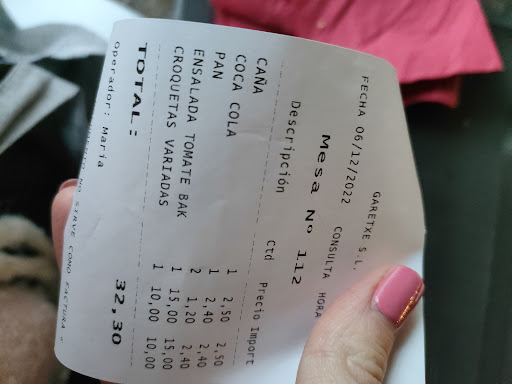 GARETXE S.L.
FECHA 06/12/2022 CONSULTA HORA
Mesa Nº 112
Descripción Ctd Precio Import
CAÑA 1 2,50 2,50
COCA COLA 1 2,40 2,40
PAN 2 1,20 2,40
ENSALADA TOMATE BAK 1 15,00 15,00
CROQUETAS VARIADAS 1 10,00 10,00
TOTAL: 32,30
Operador: María
NO SIRVE COMO FACTURA "